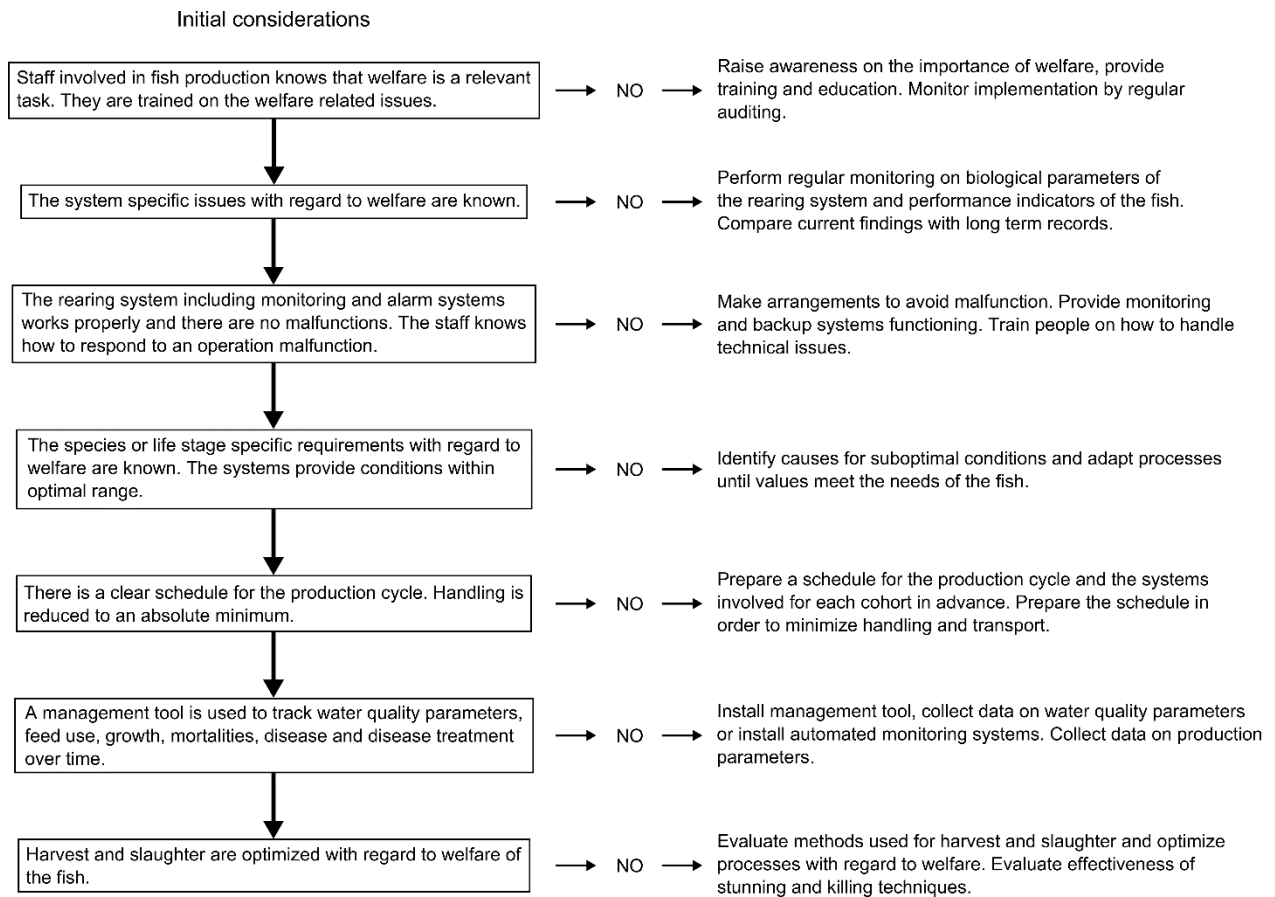 Initial considerations
Staff involved in fish production knows that welfare is a relevant
task. They are trained on the welfare related issues.
NO
Raise awareness on the importance of welfare, provide
training and education. Monitor implementation by regular
auditing.
The system specific issues with regard to welfare are known.
NO
Perform regular monitoring on biological parameters of
the rearing system and performance indicators of the fish.
Compare current findings with long term records.
The rearing system including monitoring and alarm systems
works properly and there are no malfunctions. The staff knows
how to respond to an operation malfunction.
NO
Make arrangements to avoid malfunction. Provide monitoring
and backup systems functioning. Train people on how to handle
technical issues.
The species or life stage specific requirements with regard to
welfare are known. The systems provide conditions within
optimal range.
NO
Identify causes for suboptimal conditions and adapt processes
until values meet the needs of the fish.
There is a clear schedule for the production cycle. Handling is
reduced to an absolute minimum.
NO
Prepare a schedule for the production cycle and the systems
involved for each cohort in advance. Prepare the schedule in
order to minimize handling and transport.
A management tool is used to track water quality parameters,
feed use, growth, mortalities, disease and disease treatment
over time.
NO
Install management tool, collect data on water quality parameters
or install automated monitoring systems. Collect data on production
parameters.
Harvest and slaughter are optimized with regard to welfare of
the fish.
NO
Evaluate methods used for harvest and slaughter and optimize
processes with regard to welfare. Evaluate effectiveness of
stunning and killing techniques.